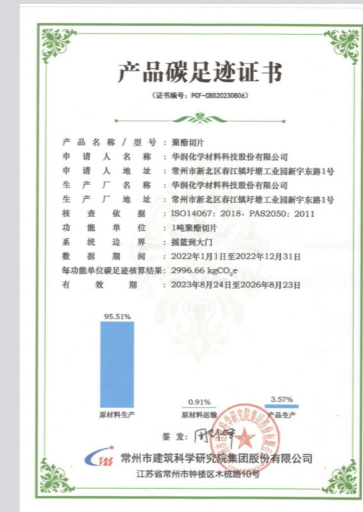 产品碳足迹证书
（证书编号：PCF-CBS20230806）
产品名称/型号：聚酯切片
申请人名称：华润化学材料科技股份有限公司
申请人地址：常州市新北区春江镇圩塘工业园新宇东路1号
生产厂名称：华润化学材料科技股份有限公司
生产厂地址：常州市新北区春江镇圩塘工业园新宇东路1号
核查依据：ISO14067：2018、PAS2050：2011
功能单位：1吨聚酯切片
系统边界：摇篮到大门
数据期间：2022年1月1日至2022年12月31日
每功能单位碳足迹核算结果：2996.66 kgCO₂e
有效期：2023年8月24日至2026年8月23日
95.51%
0.91%
3.57%
原材料生产
原材料运输
产品生产
签发：
常州市建筑科学研究院集团股份有限公司
江苏省常州市钟楼区木梳路10号